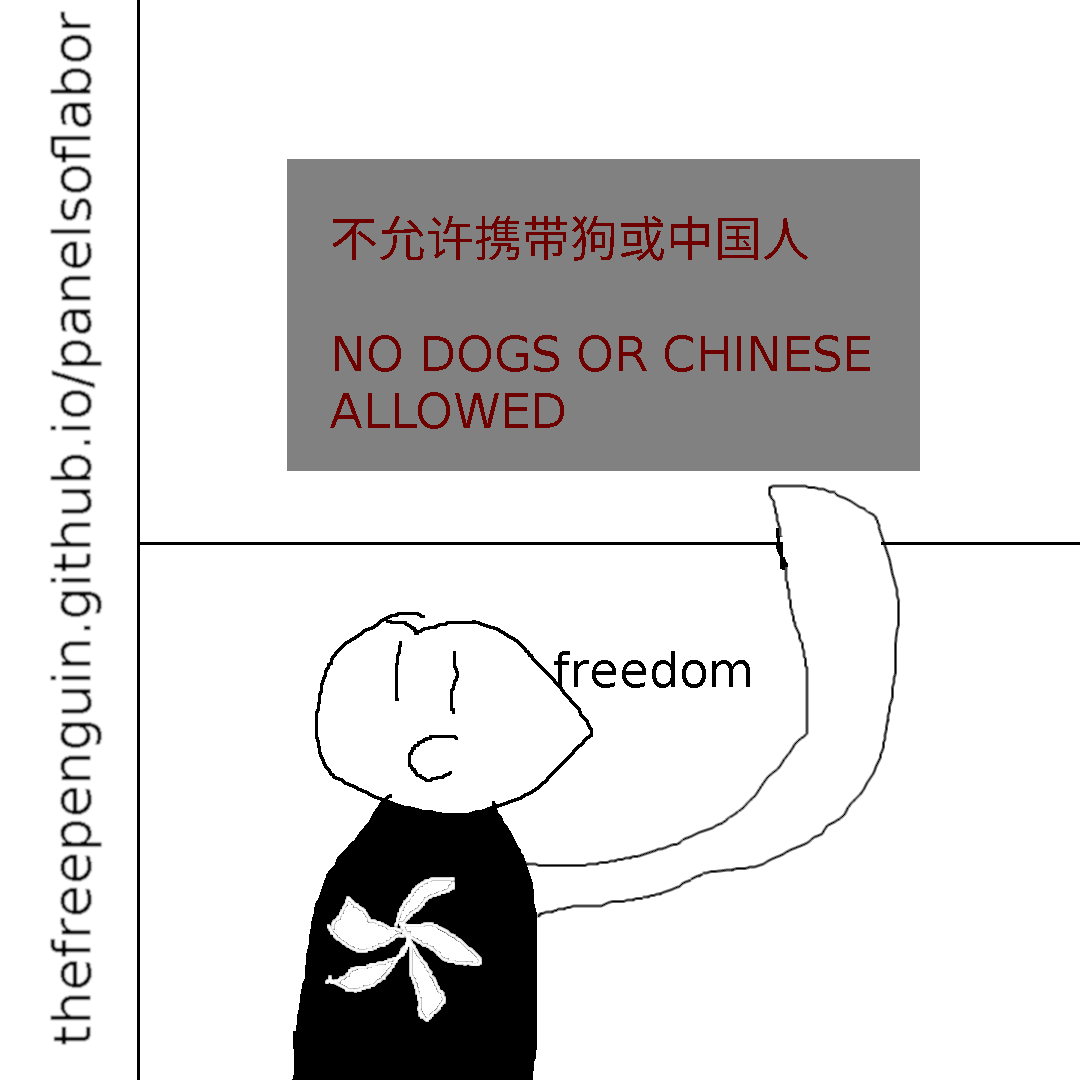 thefreepenguin.github.io/panelsoflabor
不允许携带狗或中国人
NO DOGS OR CHINESE
ALLOWED
freedom